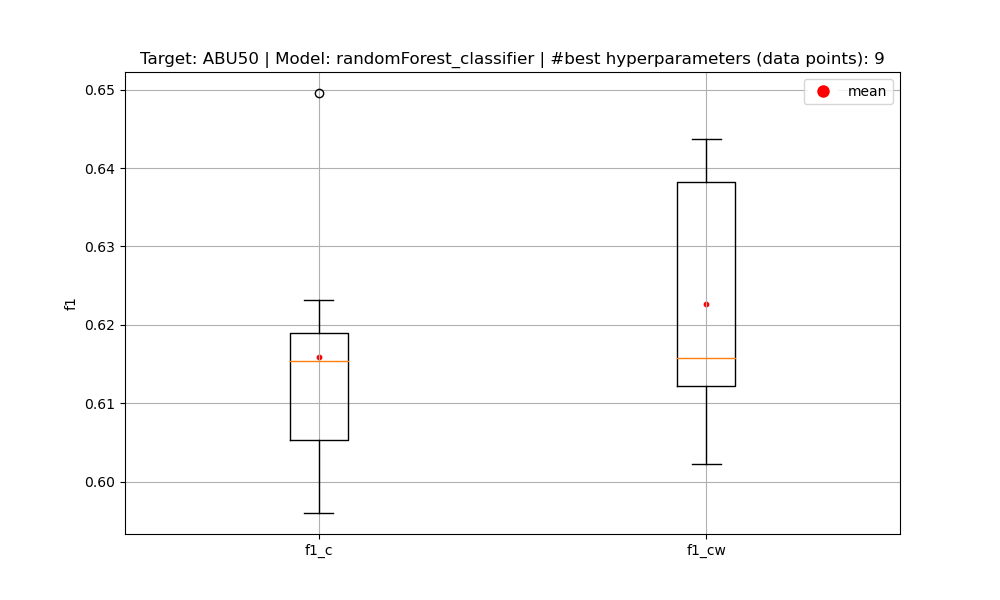 Target: ABU50 | Model: randomForest_classifier | #best hyperparameters (data points): 9
mean
0.65
0.64
0.63
0.62
0.61
0.60
f1
f1_c
f1_cw